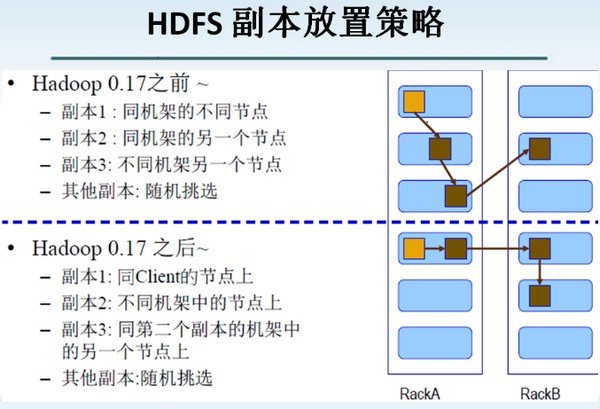 HDFS 副本放置策略
• Hadoop 0.17之前 ~
– 副本1 : 同机架的不同节点
– 副本2 : 同机架的另一个节点
– 副本3: 不同机架另一个节点
– 其他副本: 随机挑选
• Hadoop 0.17 之后~
– 副本1: 同Client的节点上
– 副本2: 不同机架中的节点上
– 副本3: 同第二个副本的机架中
的另一个节点上
– 其他副本:随机挑选
RackA
RackB